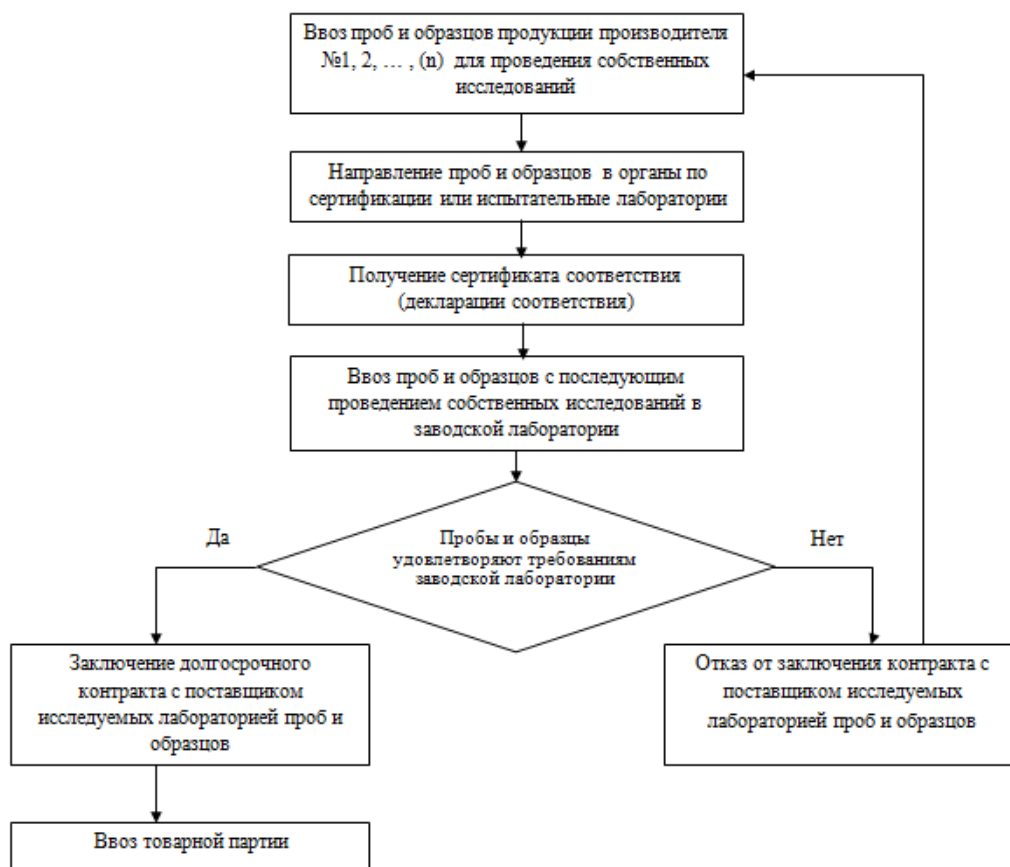 Ввоз проб и образцов продукции производителя
№1, 2, … , (n) для проведения собственных
исследований
Направление проб и образцов в органы по
сертификации или испытательные лаборатории
Получение сертификата соответствия
(декларации соответствия)
Ввоз проб и образцов с последующим
проведением собственных исследований в
заводской лаборатории
Да
Пробы и образцы
удовлетворяют требованиям
заводской лаборатории
Нет
Заключение долгосрочного
контракта с поставщиком
исследуемых лабораторией проб и
образцов
Отказ от заключения контракта с
поставщиком исследуемых
лабораторией проб и образцов
Ввоз товарной партии